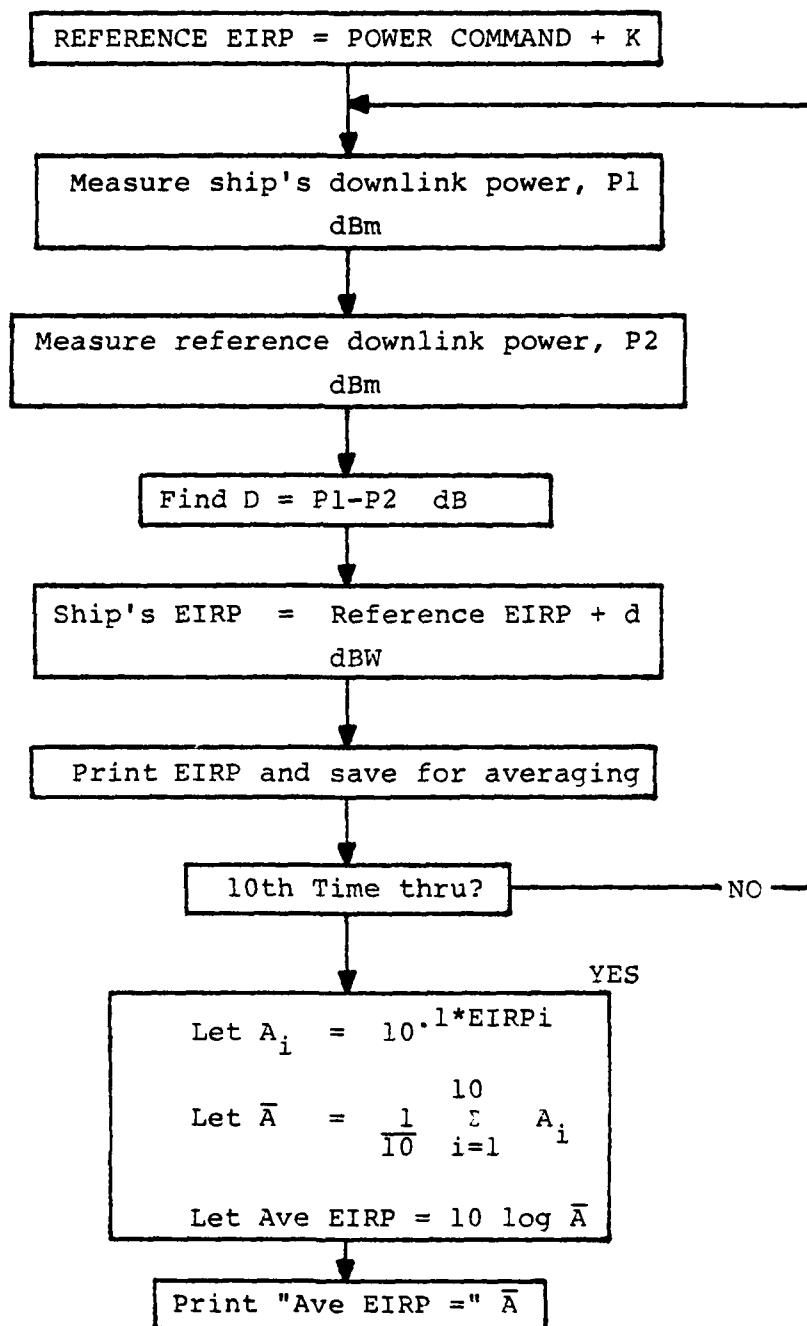 REFERENCE EIRP = POWER COMMAND + K
Measure ship's downlink power, P1
dBm
Measure reference downlink power, P2
dBm
Find D = P1-P2 dB
Ship's EIRP = Reference EIRP + d
dBW
Print EIRP and save for averaging
10th Time thru?
NO
YES
Let A_i = 10^.1*EIRPi
10
Let A̅ = 1/10 Σ A_i
i=1
Let Ave EIRP = 10 log A̅
Print "Ave EIRP =" A̅